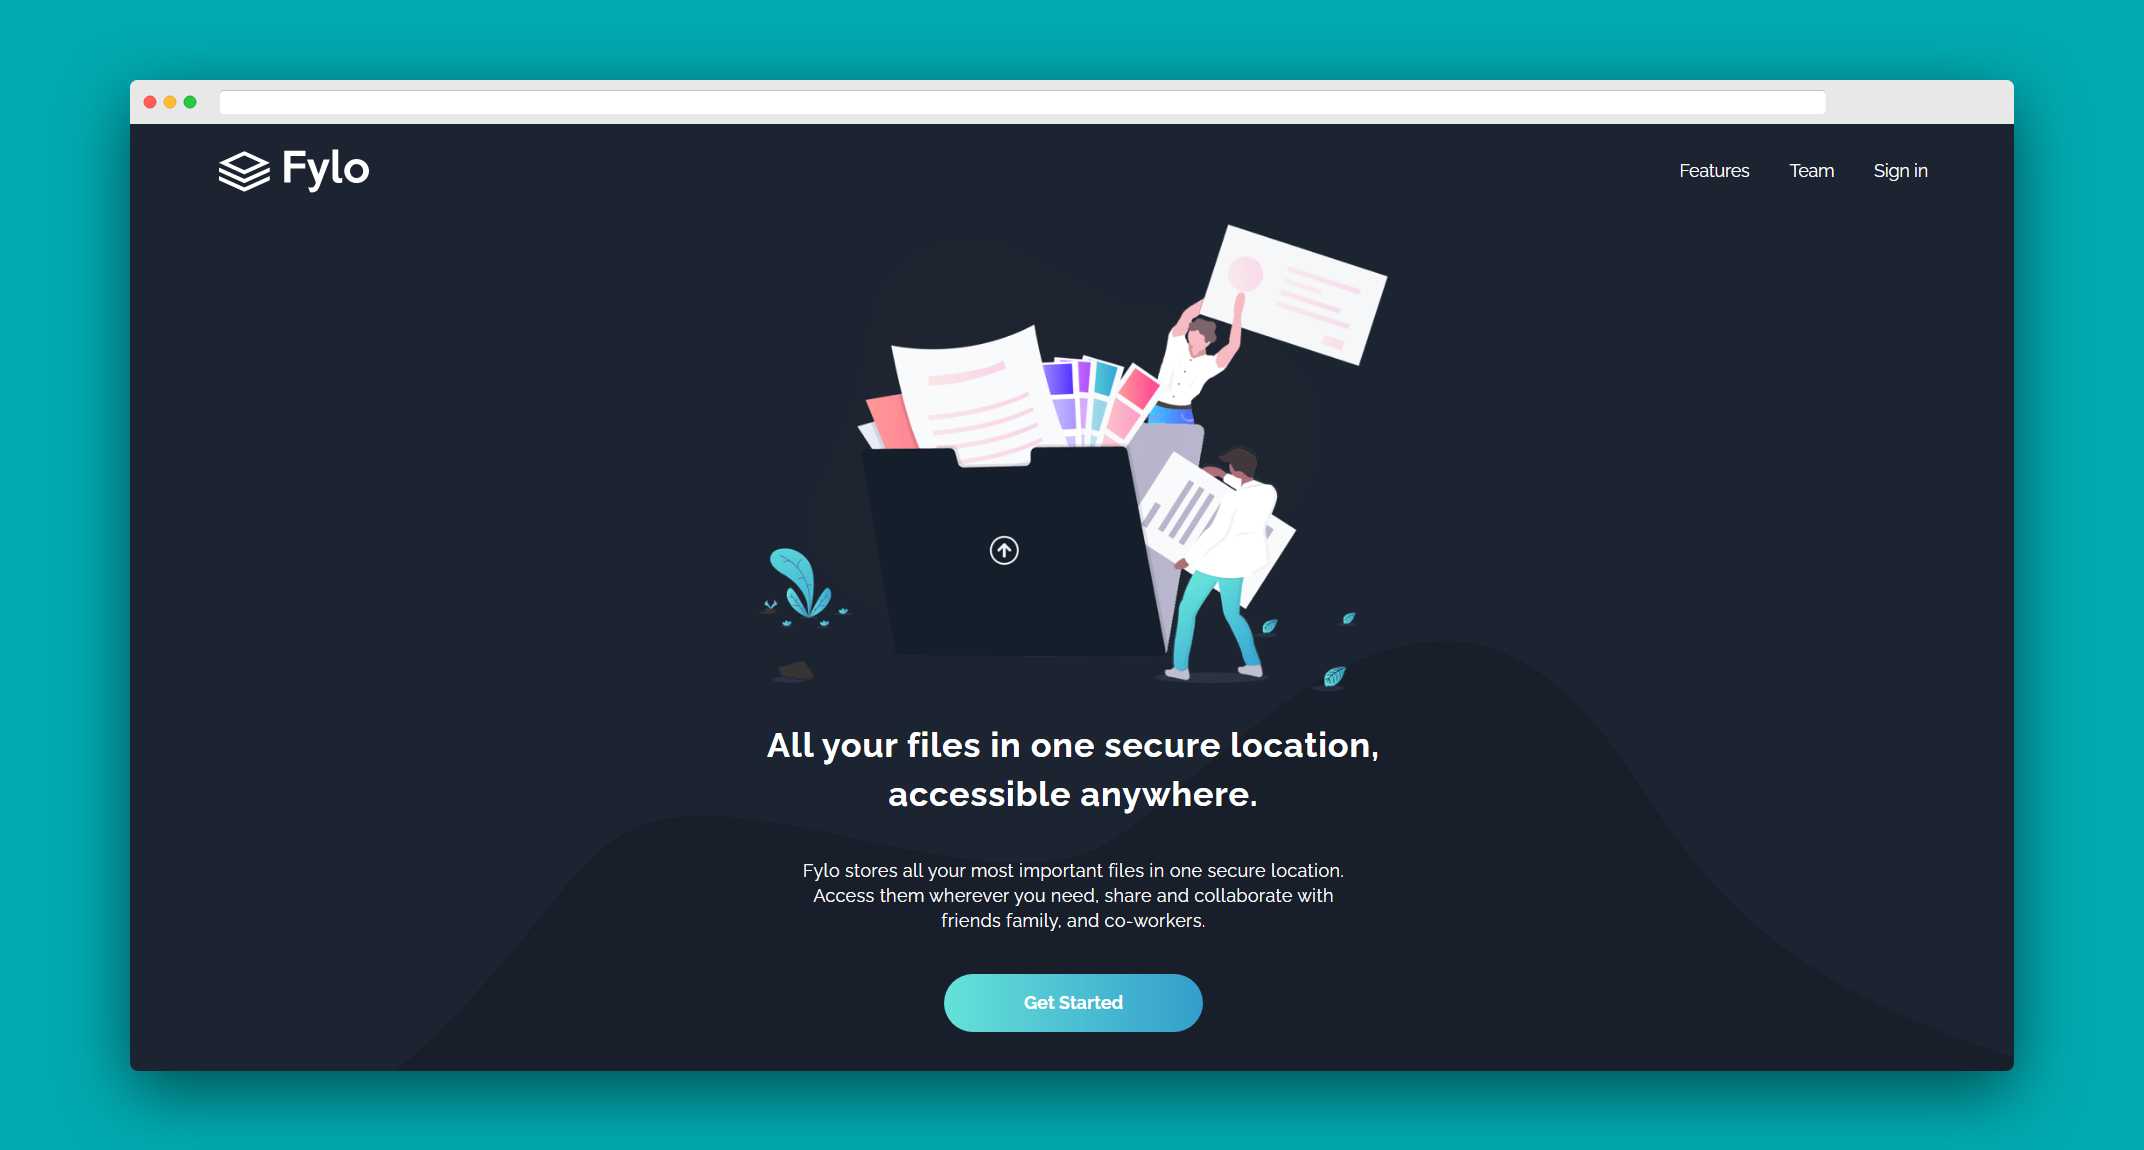 Fylo
Features
Team
Sign in
All your files in one secure location,
accessible anywhere.
Fylo stores all your most important files in one secure location.
Access them wherever you need, share and collaborate with
friends family, and co-workers.
Get Started